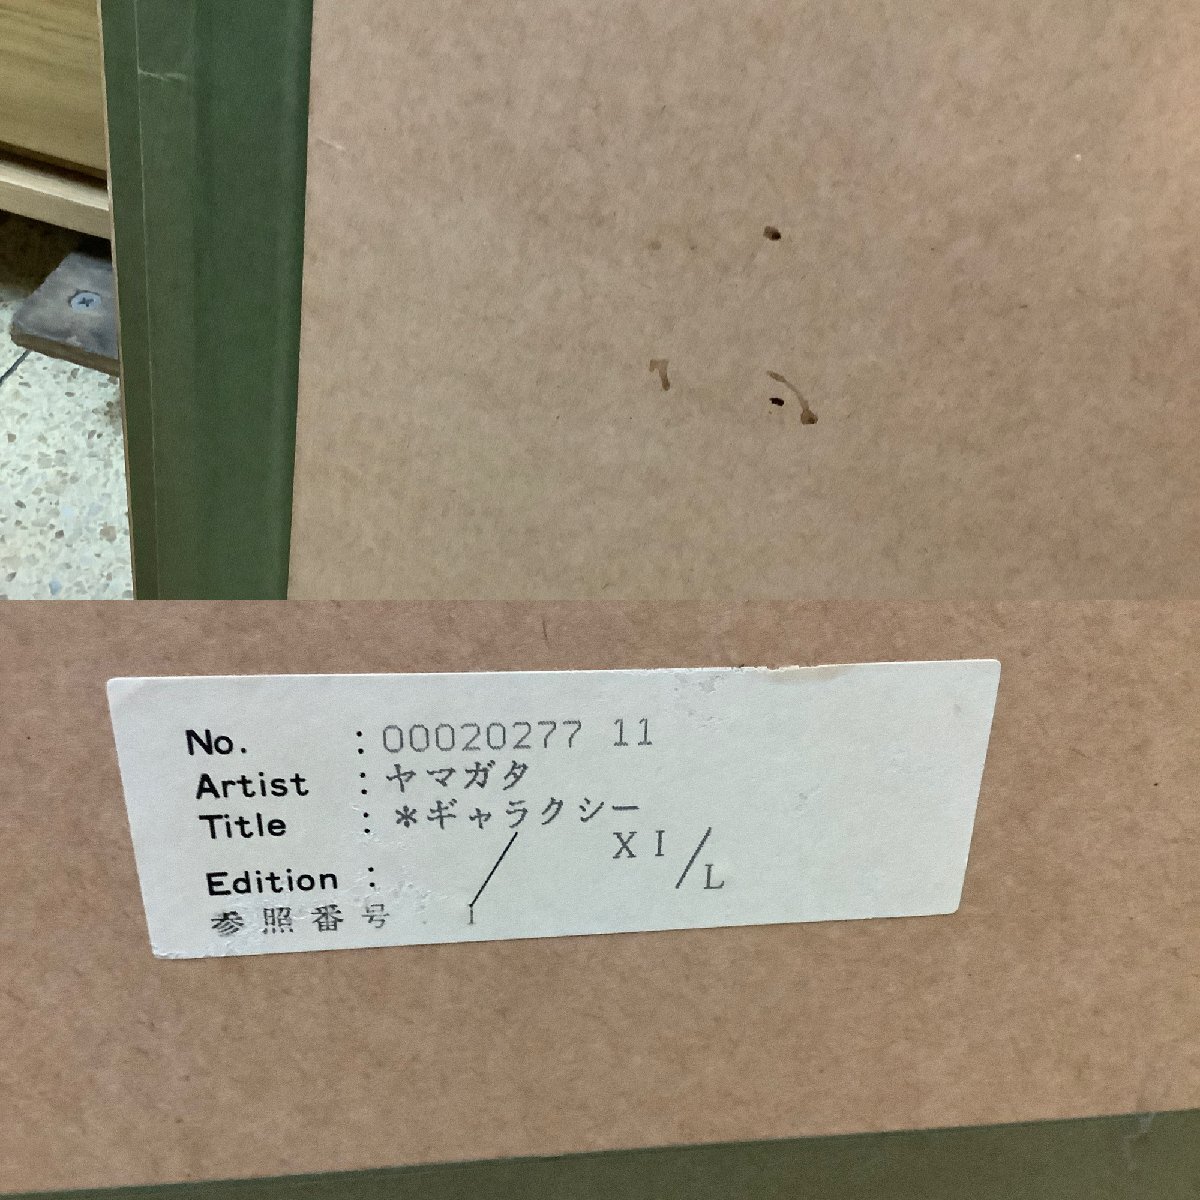 No. : 00020277 11
Artist : ヤマガタ
Title : *ギャラクシー
Edition : / XI/L
参照番号 1